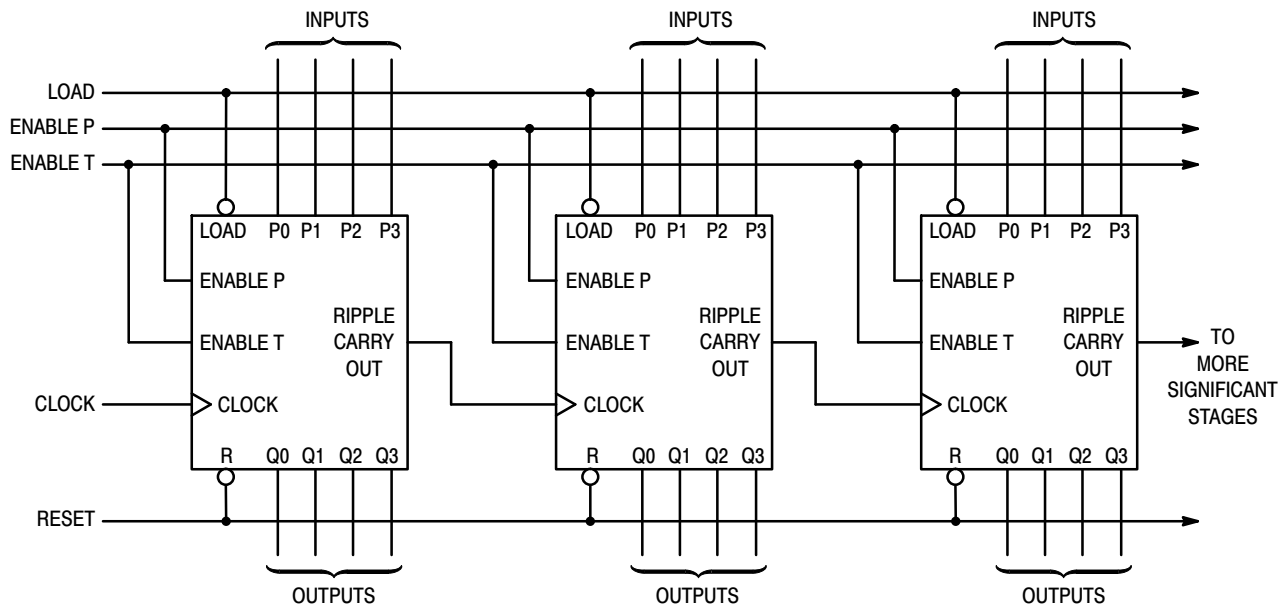 INPUTS
INPUTS
INPUTS
LOAD
ENABLE P
ENABLE T
LOAD P0 P1 P2 P3
ENABLE P
ENABLE T
RIPPLE
CARRY
OUT
CLOCK
R Q0 Q1 Q2 Q3
LOAD P0 P1 P2 P3
ENABLE P
ENABLE T
RIPPLE
CARRY
OUT
CLOCK
R Q0 Q1 Q2 Q3
LOAD P0 P1 P2 P3
ENABLE P
ENABLE T
RIPPLE
CARRY
OUT
CLOCK
R Q0 Q1 Q2 Q3
TO
MORE
SIGNIFICANT
STAGES
CLOCK
RESET
OUTPUTS
OUTPUTS
OUTPUTS